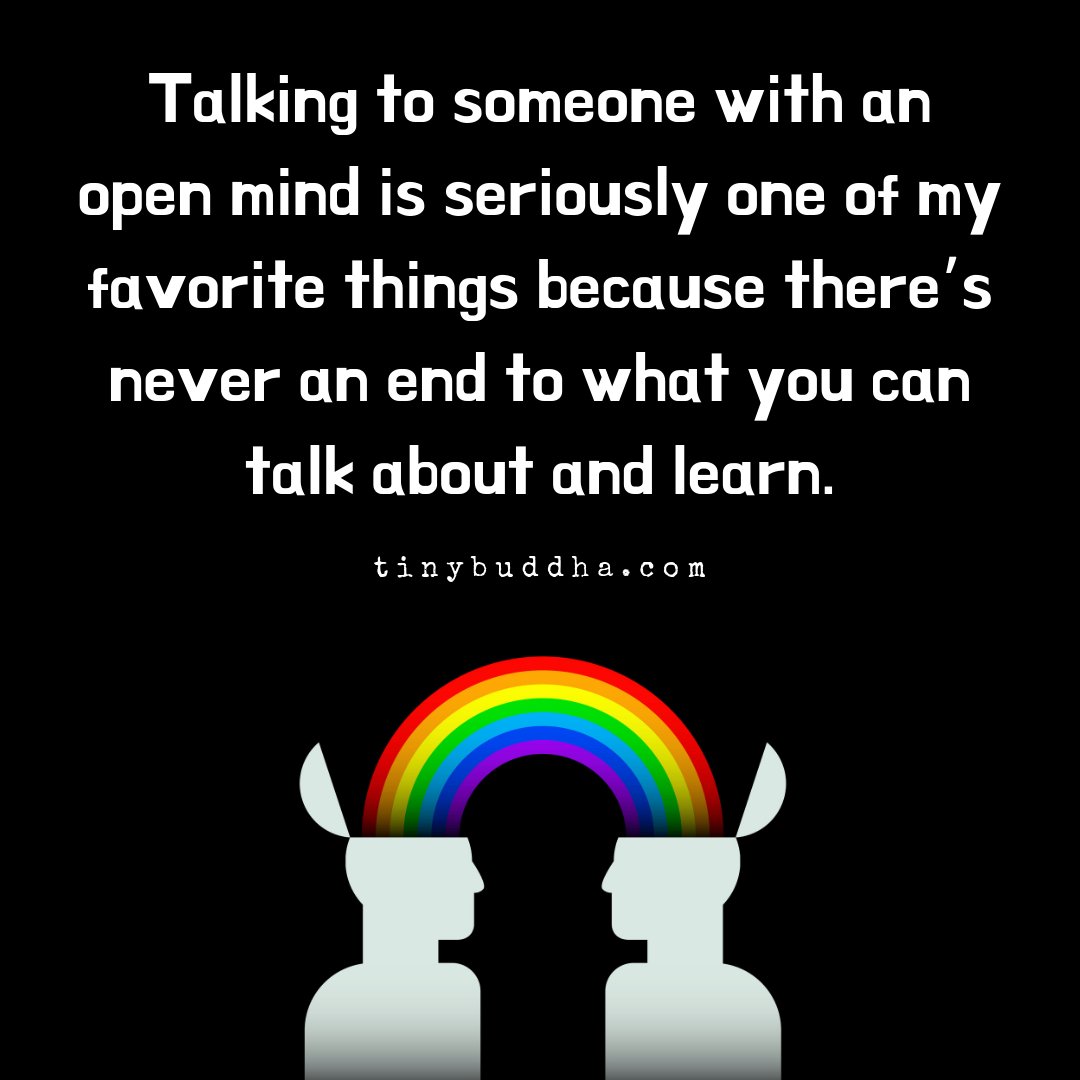 Talking to someone with an
open mind is seriously one of my
favorite things because there's
never an end to what you can
talk about and learn.
tinybuddha.com